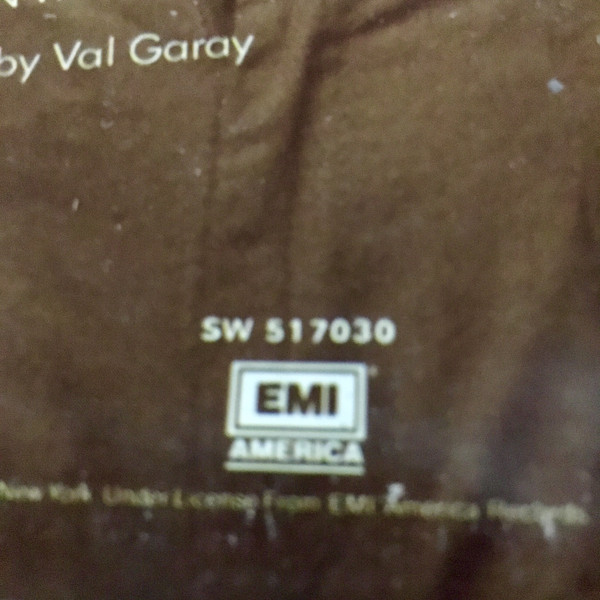 by Val Garay
SW 517030
EMI
AMERICA
New York Under License From EMI America Records